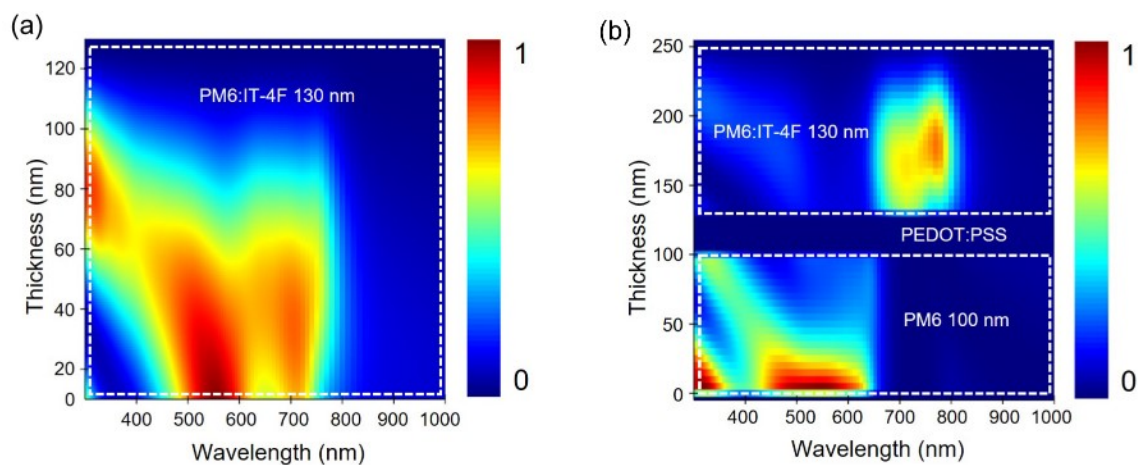 (a)
Thickness (nm)
120
100
80
60
40
20
0
PM6:IT-4F 130 nm
400 500 600 700 800 900 1000
Wavelength (nm)
1
0
(b)
Thickness (nm)
250
200
150
100
50
0
PM6:IT-4F 130 nm
PEDOT:PSS
PM6 100 nm
400 500 600 700 800 900 1000
Wavelength (nm)
1
0